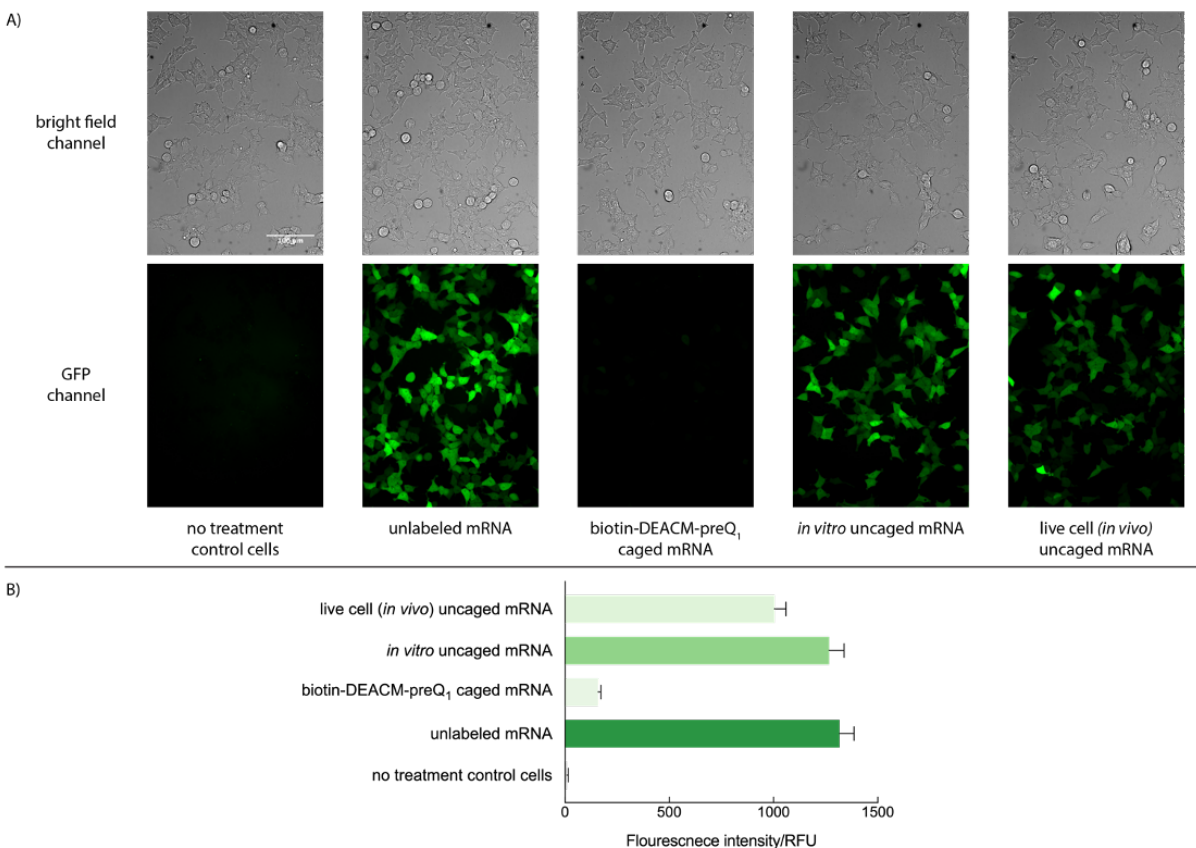 A)
bright field
channel
100 µm
GFP
channel
no treatment
control cells
unlabeled mRNA
biotin-DEACM-preQ₁
caged mRNA
in vitro uncaged mRNA
live cell (in vivo)
uncaged mRNA
B)
live cell (in vivo) uncaged mRNA
in vitro uncaged mRNA
biotin-DEACM-preQ₁ caged mRNA
unlabeled mRNA
no treatment control cells
0 500 1000 1500
Flourescnece intensity/RFU